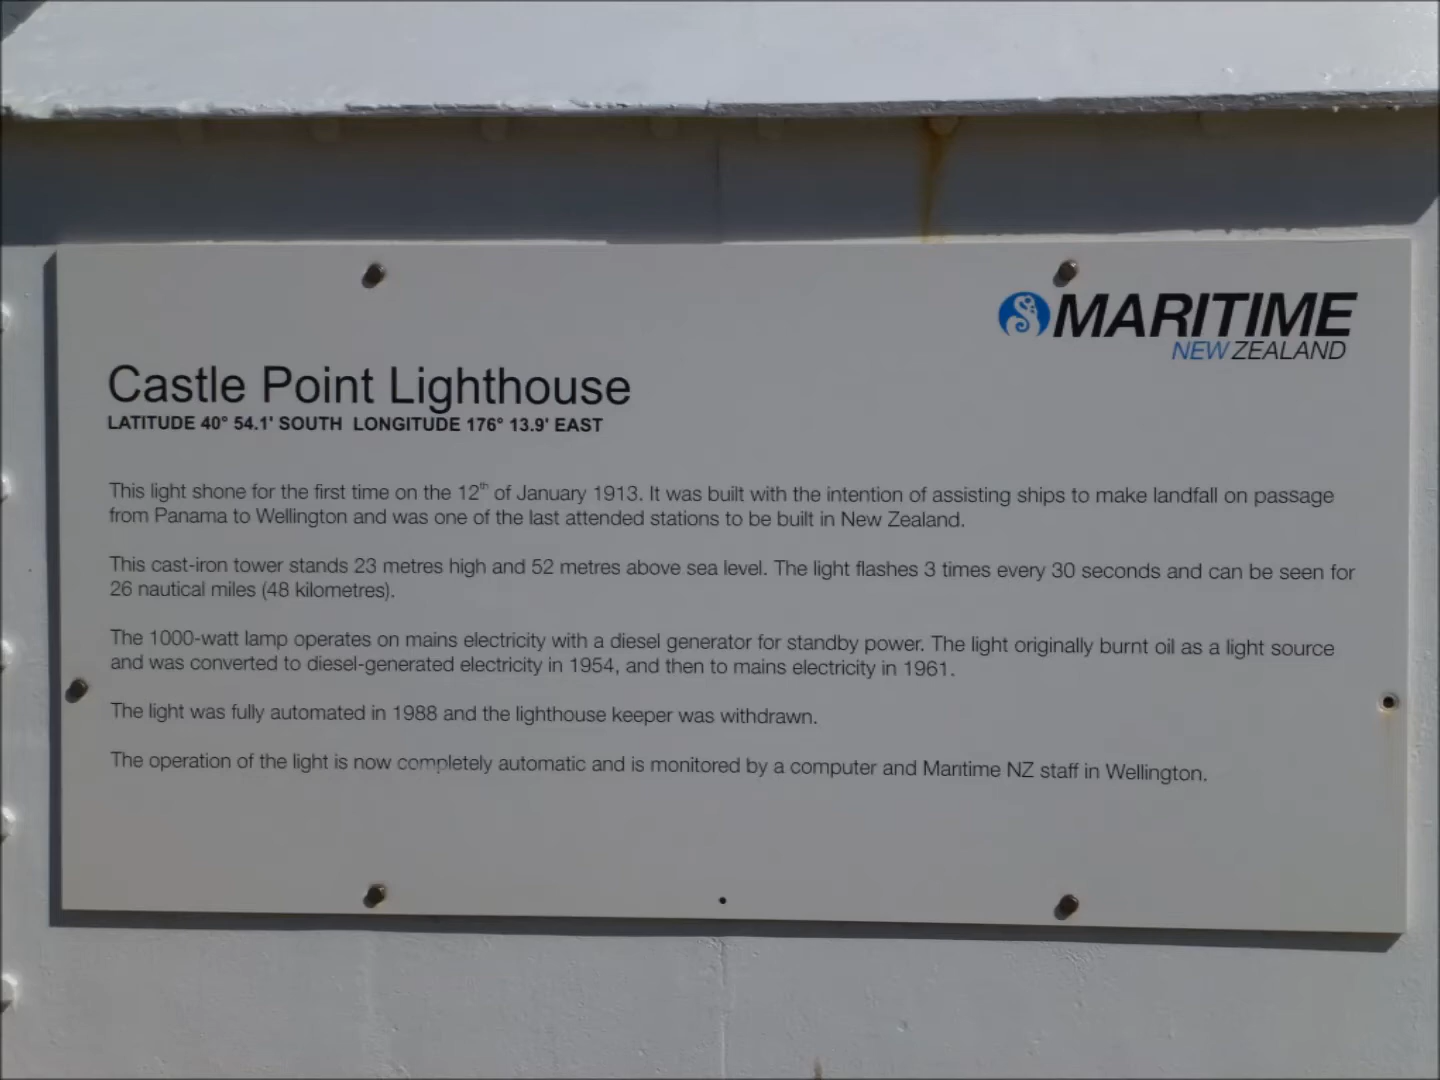 MARITIME
NEW ZEALAND
Castle Point Lighthouse
LATITUDE 40° 54.1' SOUTH LONGITUDE 176° 13.9' EAST
This light shone for the first time on the 12th of January 1913. It was built with the intention of assisting ships to make landfall on passage
from Panama to Wellington and was one of the last attended stations to be built in New Zealand.
This cast-iron tower stands 23 metres high and 52 metres above sea level. The light flashes 3 times every 30 seconds and can be seen for
26 nautical miles (48 kilometres).
The 1000-watt lamp operates on mains electricity with a diesel generator for standby power. The light originally burnt oil as a light source
and was converted to diesel-generated electricity in 1954, and then to mains electricity in 1961.
The light was fully automated in 1988 and the lighthouse keeper was withdrawn.
The operation of the light is now completely automatic and is monitored by a computer and Maritime NZ staff in Wellington.